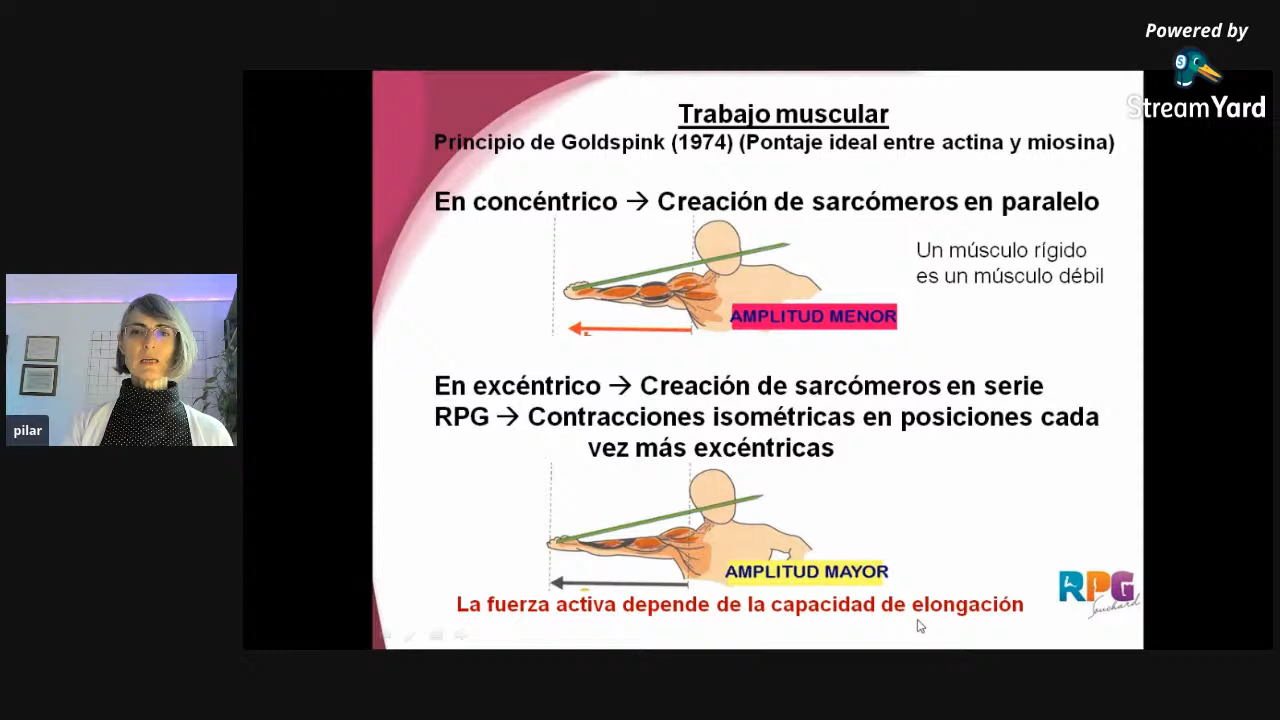 Powered by
StreamYard
Trabajo muscular
Principio de Goldspink (1974) (Pontaje ideal entre actina y miosina)
En concéntrico → Creación de sarcómeros en paralelo
Un músculo rígido
es un músculo débil
AMPLITUD MENOR
En excéntrico → Creación de sarcómeros en serie
RPG → Contracciones isométricas en posiciones cada
vez más excéntricas
AMPLITUD MAYOR
La fuerza activa depende de la capacidad de elongación
RPG
Souchard
pilar